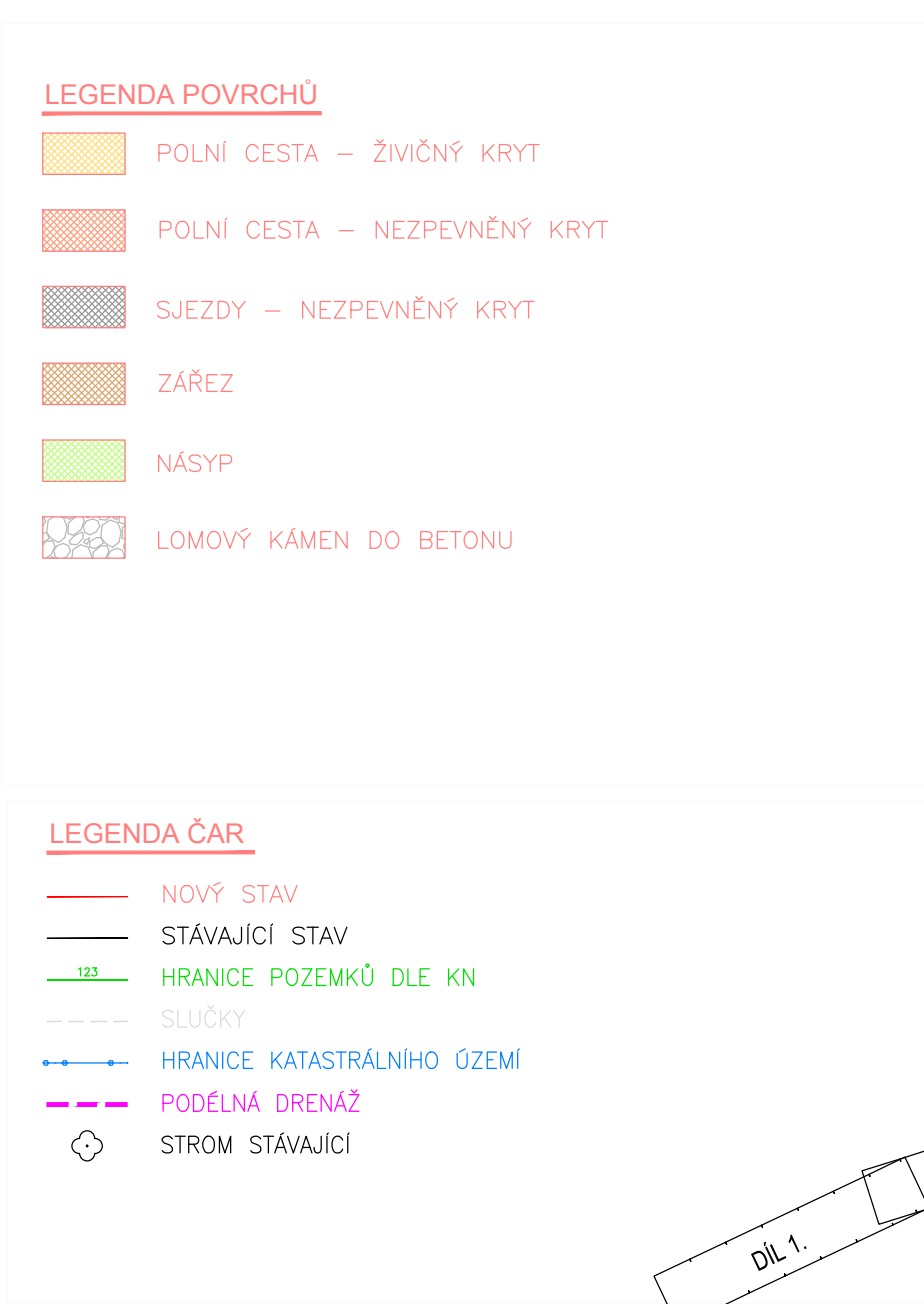 LEGENDA POVRCHŮ
POLNÍ CESTA – ŽIVIČNÝ KRYT
POLNÍ CESTA – NEZPEVNĚNÝ KRYT
SJEZDY – NEZPEVNĚNÝ KRYT
ZÁŘEZ
NÁSYP
LOMOVÝ KÁMEN DO BETONU
LEGENDA ČAR
NOVÝ STAV
STÁVAJÍCÍ STAV
123 HRANICE POZEMKŮ DLE KN
SLUČKY
HRANICE KATASTRÁLNÍHO ÚZEMÍ
PODÉLNÁ DRENÁŽ
STROM STÁVAJÍCÍ
DÍL 1.